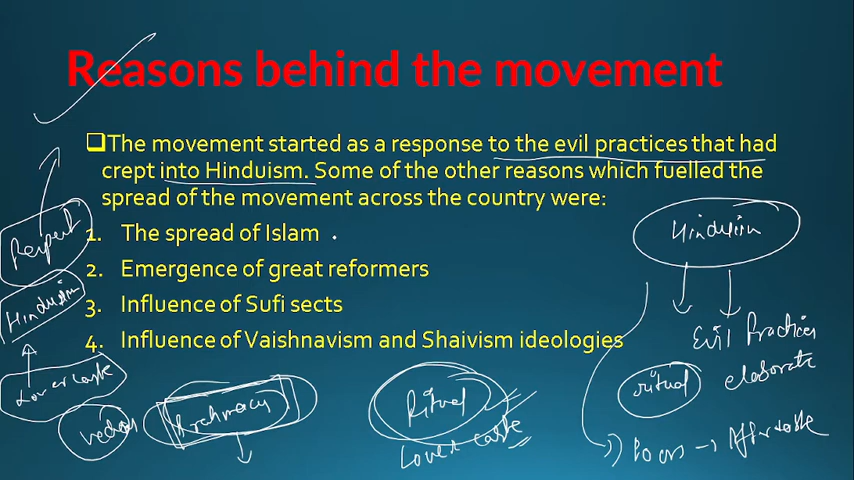 Reasons behind the movement
The movement started as a response to the evil practices that had
crept into Hinduism. Some of the other reasons which fuelled the
spread of the movement across the country were:
1. The spread of Islam
2. Emergence of great reformers
3. Influence of Sufi sects
4. Influence of Vaishnavism and Shaivism ideologies
Respect
Hinduism
Lower caste
Ritual
Lower caste
Hinduism
Evil Practices
ritual elaborate